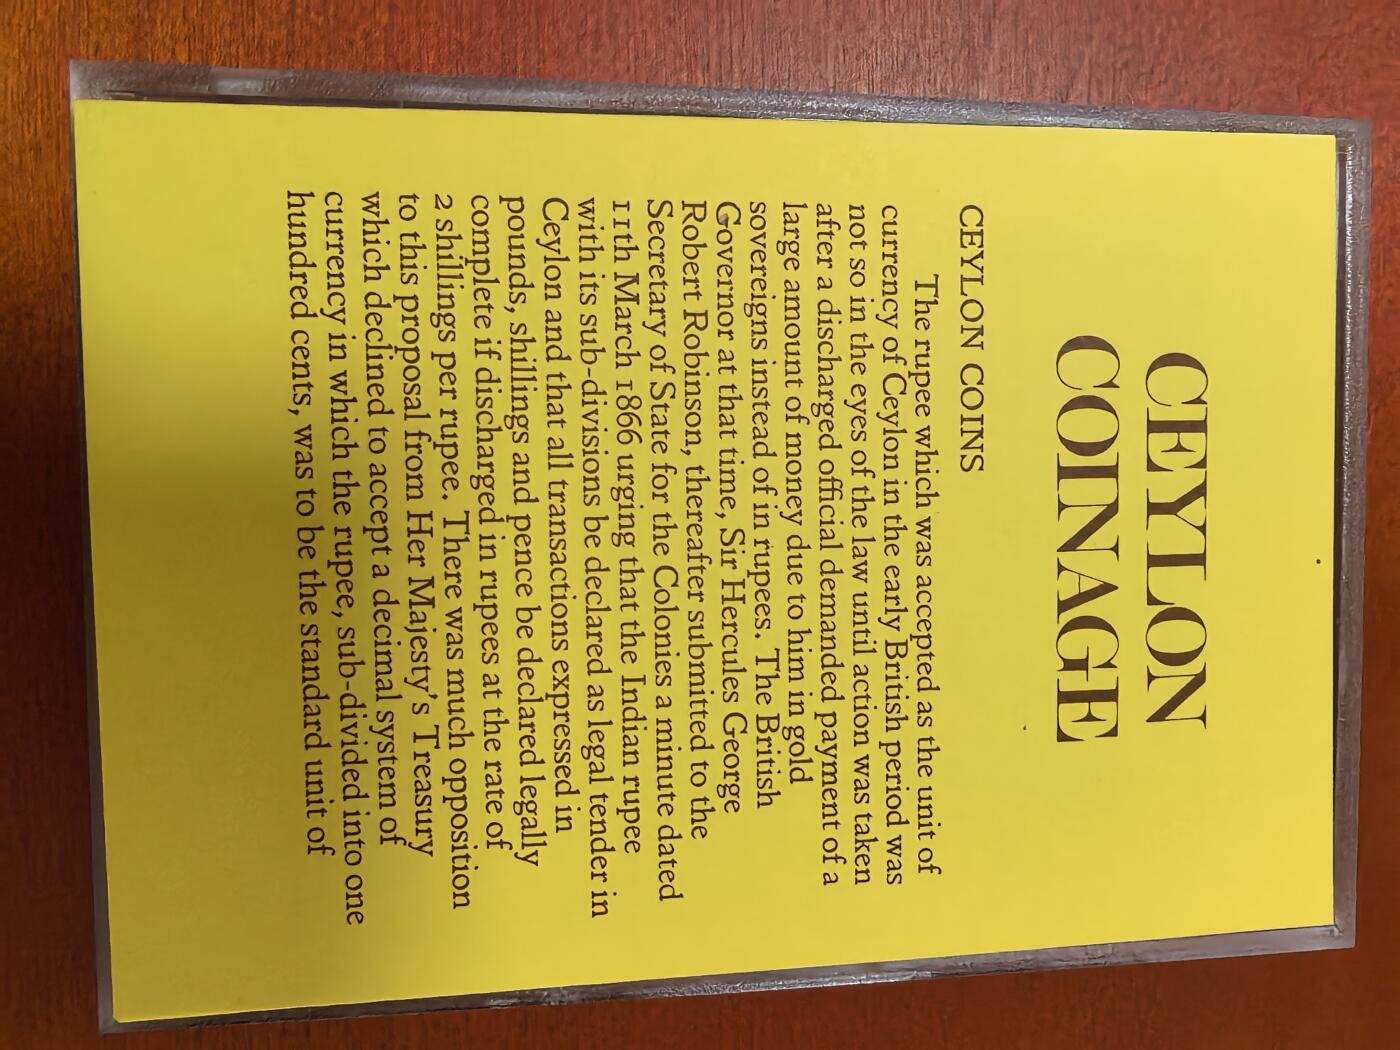 CEYLON
COINAGE
CEYLON COINS
The rupee which was accepted as the unit of
currency of Ceylon in the early British period was
not so in the eyes of the law until action was taken
after a discharged official demanded payment of a
large amount of money due to him in gold
sovereigns instead of in rupees. The British
Governor at that time, Sir Hercules George
Robert Robinson, thereafter submitted to the
Secretary of State for the Colonies a minute dated
11th March 1866 urging that the Indian rupee
with its sub-divisions be declared as legal tender in
Ceylon and that all transactions expressed in
pounds, shillings and pence be declared legally
complete if discharged in rupees at the rate of
2 shillings per rupee. There was much opposition
to this proposal from Her Majesty's Treasury
which declined to accept a decimal system of
currency in which the rupee, sub-divided into one
hundred cents, was to be the standard unit of